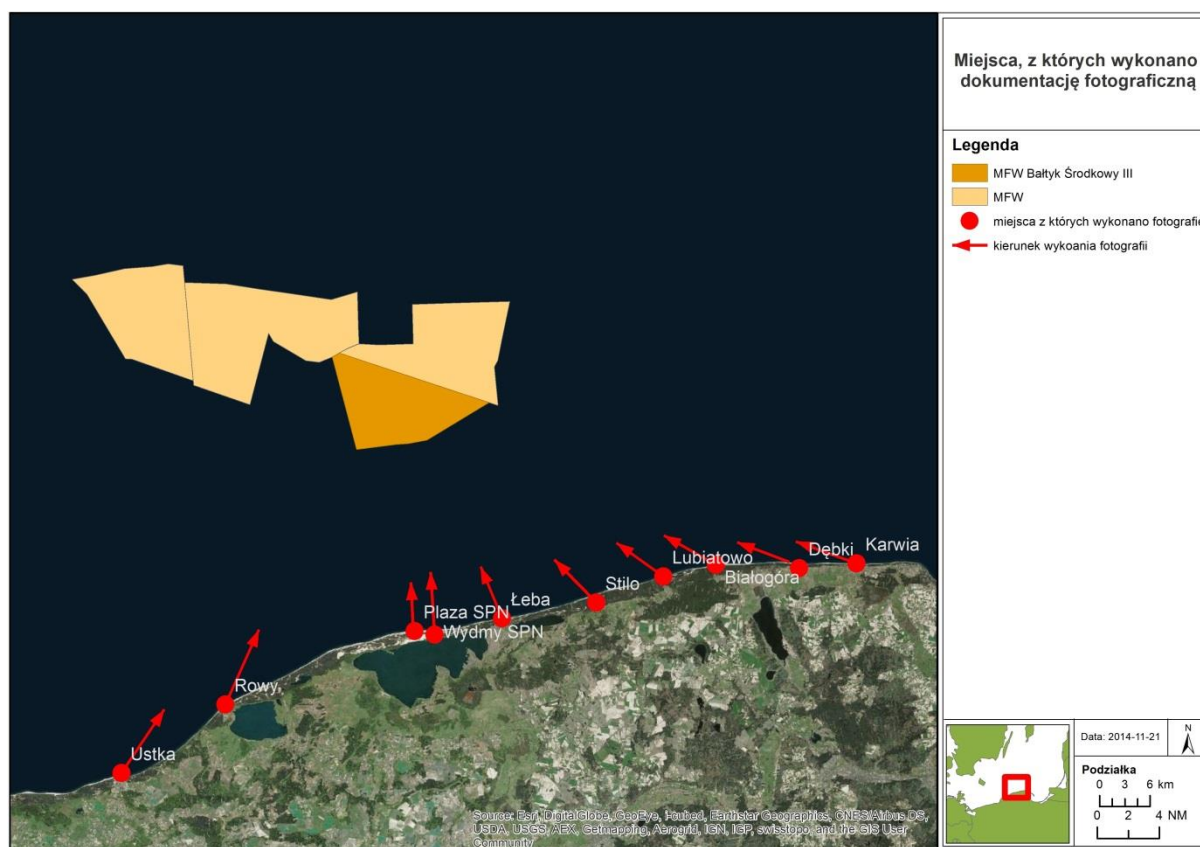 Miejsca, z których wykonano
dokumentację fotograficzną
Legenda
MFW Bałtyk Środkowy III
MFW
miejsca z których wykonano fotografie
kierunek wykoania fotografii
Karwia
Dębki
Lubiatowo
Białogóra
Stilo
Łeba
Plaza SPN
Wydmy SPN
Rowy
Ustka
Source: Esri, DigitalGlobe, GeoEye, i-cubed, Earthstar Geographics, CNES/Airbus DS,
USDA, USGS, AEX, Getmapping, Aerogrid, IGN, IGP, swisstopo, and the GIS User
Community
Data: 2014-11-21
N
Podziałka
0 3 6 km
0 2 4 NM